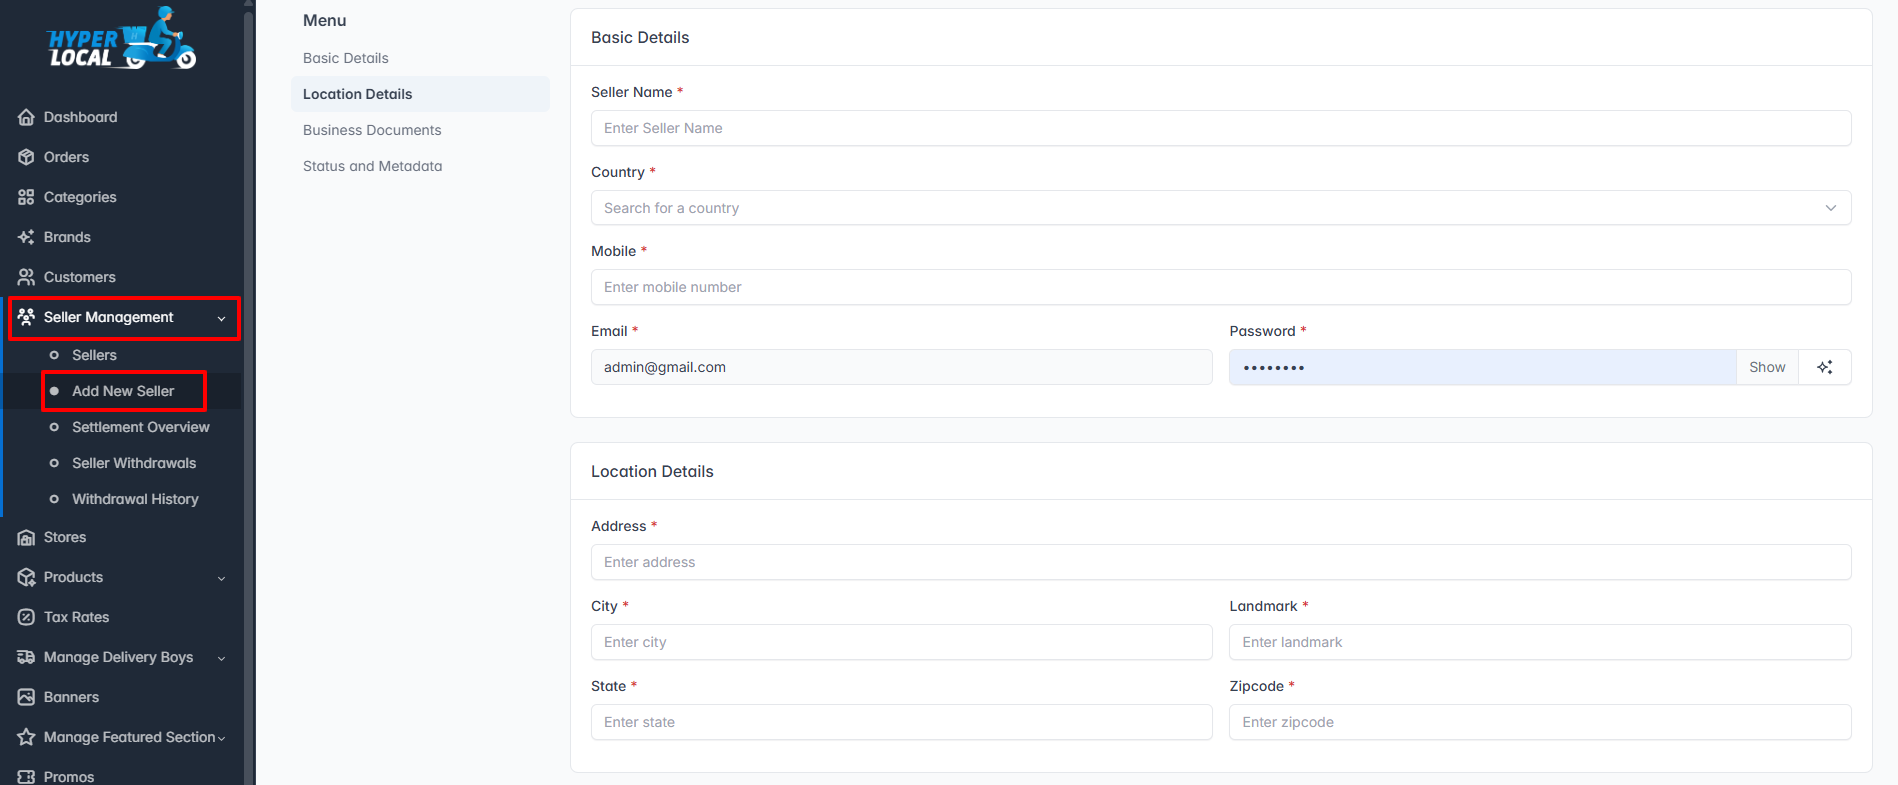 HYPER
LOCAL
Dashboard
Orders
Categories
Brands
Customers
Seller Management
Sellers
Add New Seller
Settlement Overview
Seller Withdrawals
Withdrawal History
Stores
Products
Tax Rates
Manage Delivery Boys
Banners
Manage Featured Section
Promos
Menu
Basic Details
Location Details
Business Documents
Status and Metadata
Basic Details
Seller Name *
Enter Seller Name
Country *
Search for a country
Mobile *
Enter mobile number
Email *
Password *
admin@gmail.com
•••••••• Show
Location Details
Address *
Enter address
City *
Landmark *
Enter city
Enter landmark
State *
Zipcode *
Enter state
Enter zipcode